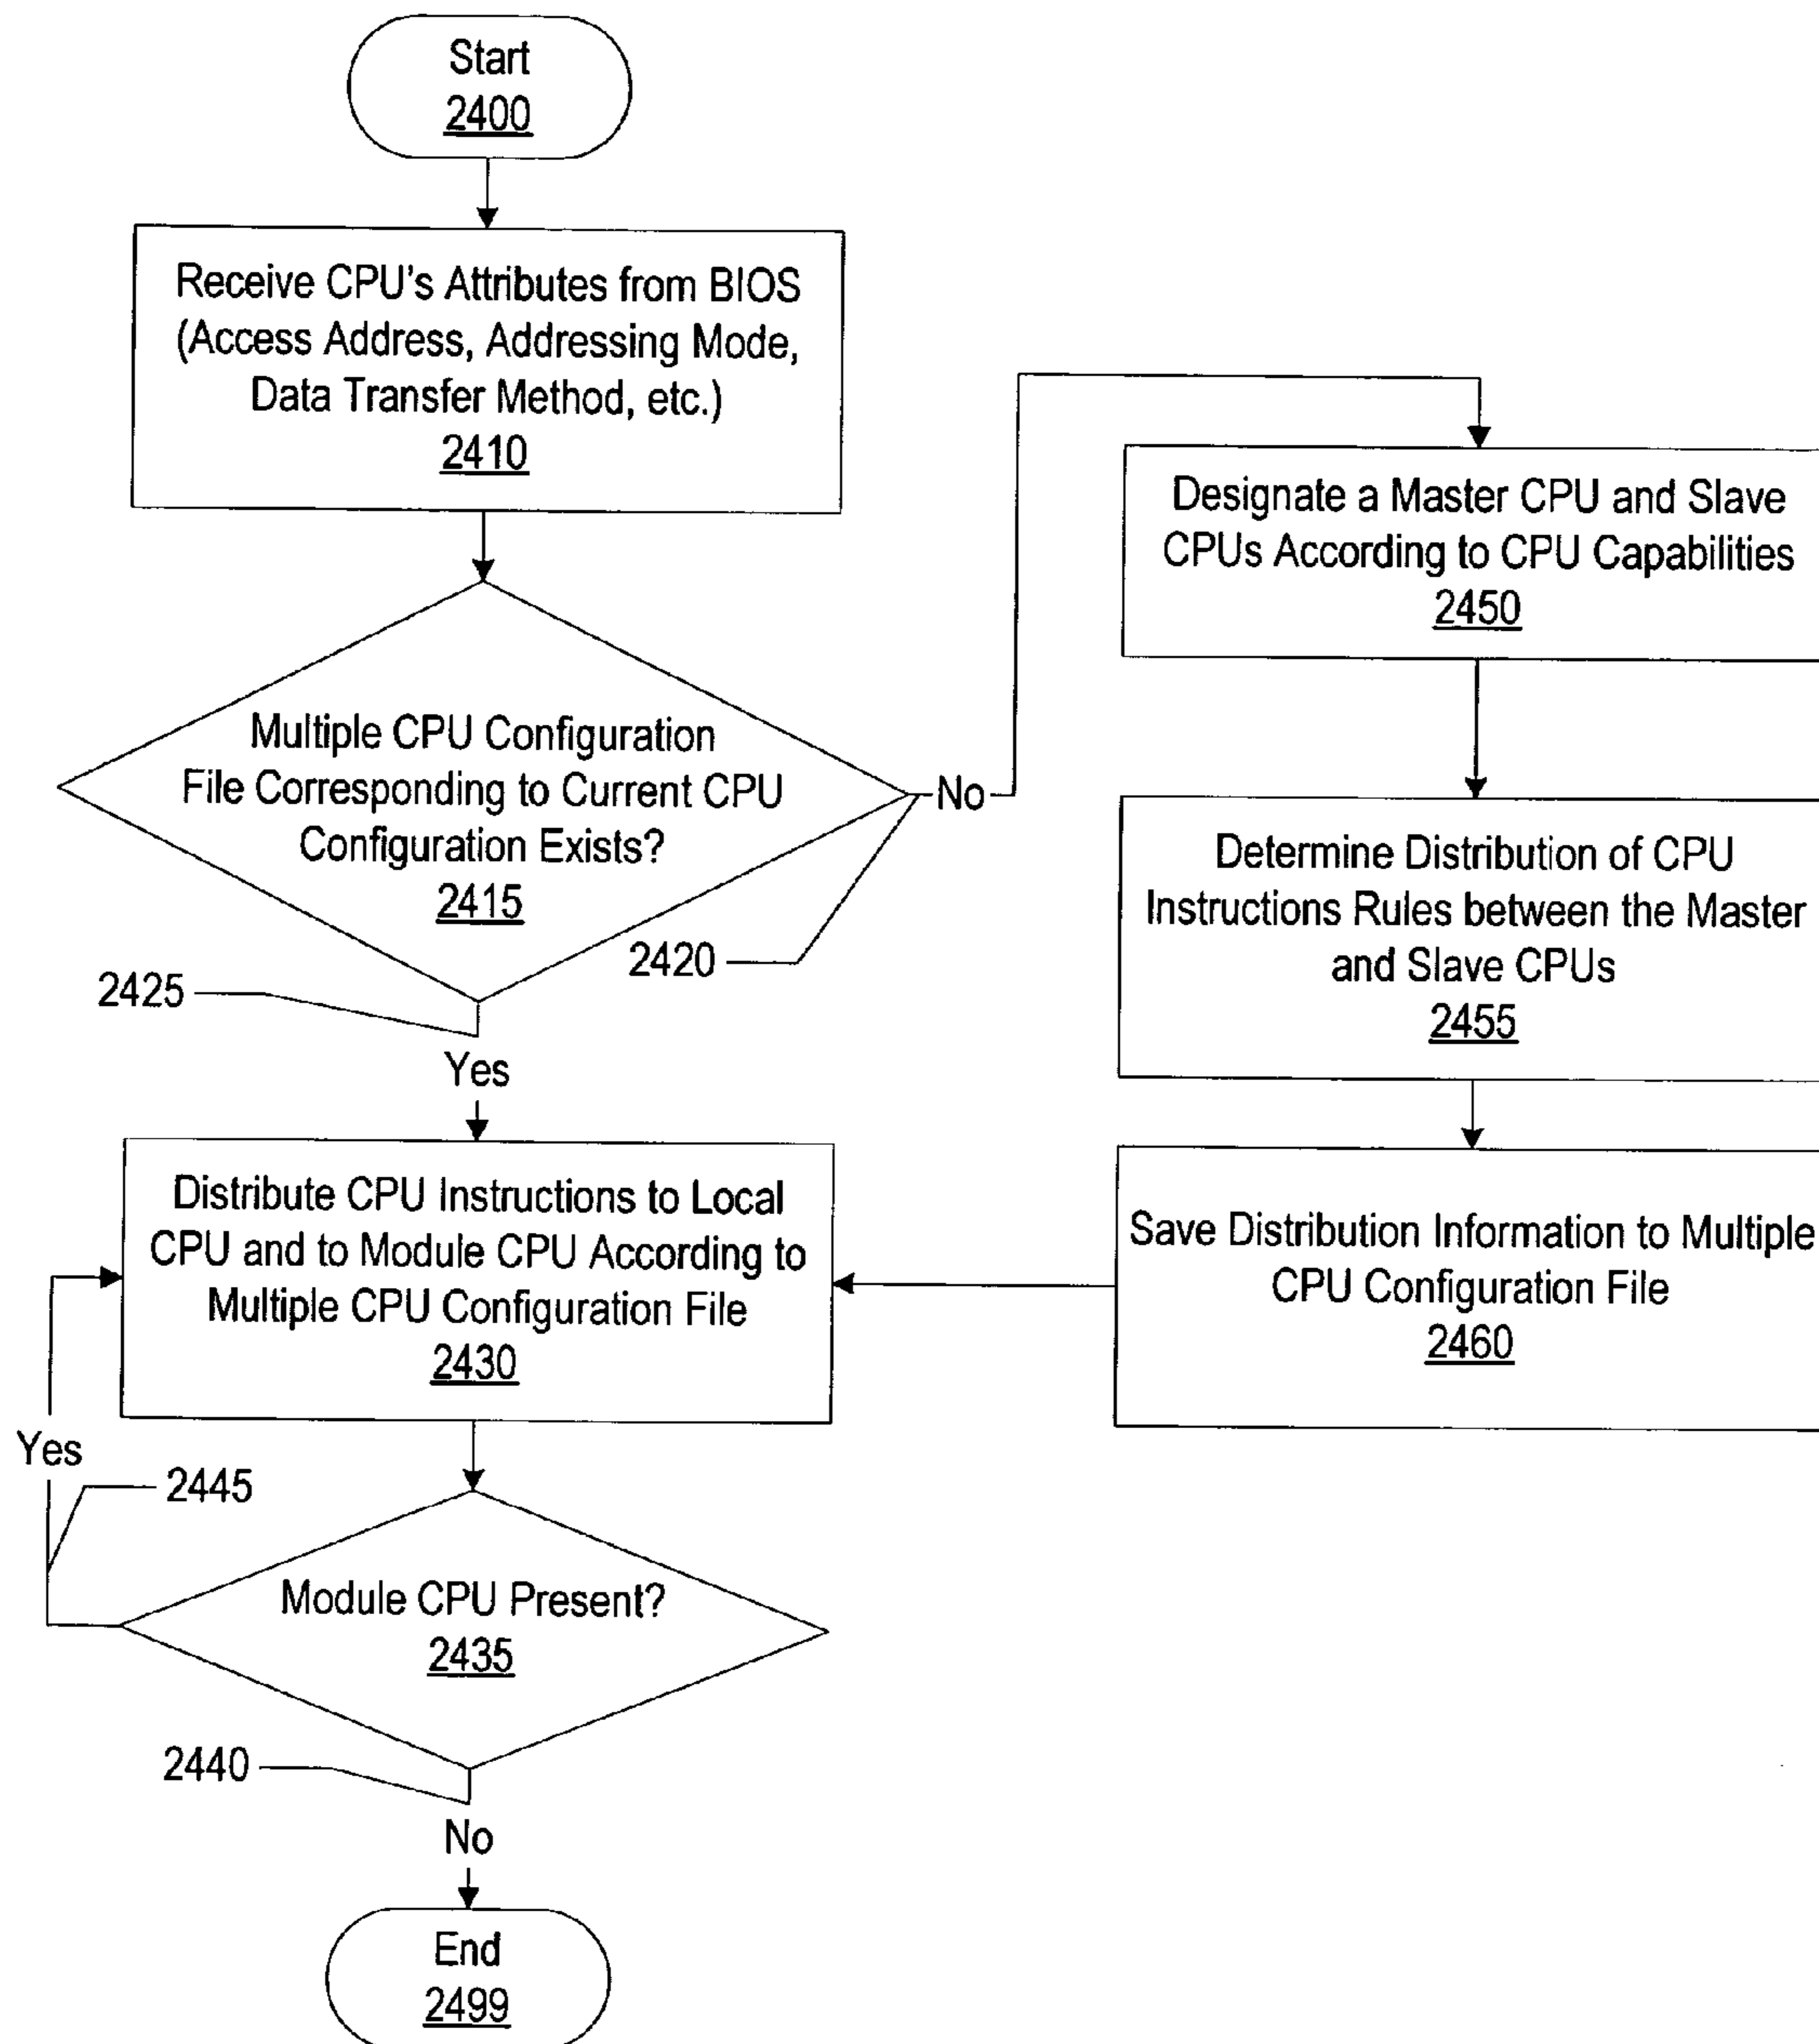 Start
2400
Receive CPU's Attributes from BIOS
(Access Address, Addressing Mode,
Data Transfer Method, etc.)
2410
Multiple CPU Configuration
File Corresponding to Current CPU
Configuration Exists?
2415
No
2420
2425
Yes
Designate a Master CPU and Slave
CPUs According to CPU Capabilities
2450
Determine Distribution of CPU
Instructions Rules between the Master
and Slave CPUs
2455
Save Distribution Information to Multiple
CPU Configuration File
2460
Distribute CPU Instructions to Local
CPU and to Module CPU According to
Multiple CPU Configuration File
2430
Yes
2445
Module CPU Present?
2435
2440
No
End
2499